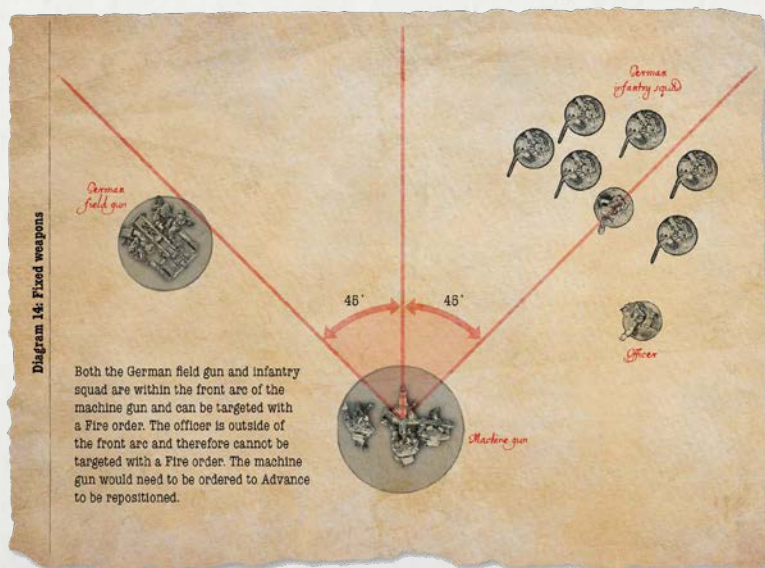 Diagram 14: Fixed weapons
German
field gun
German
infantry squad
45°
45°
Officer
Machine gun
Both the German field gun and infantry
squad are within the front arc of the
machine gun and can be targeted with
a Fire order. The officer is outside of
the front arc and therefore cannot be
targeted with a Fire order. The machine
gun would need to be ordered to Advance
to be repositioned.